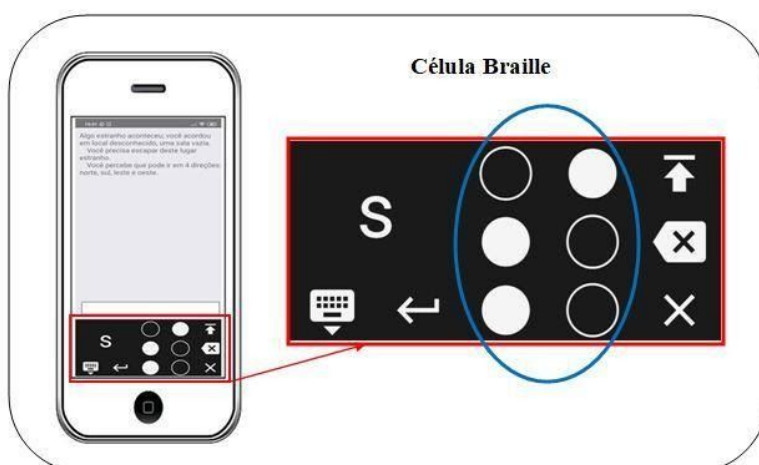 Célula Braille
Algo estranho aconteceu; você acordou
em local desconhecido, uma sala vazia.
Você precisa escapar deste lugar
estranho.
Você percebe que pode ir em 4 direções:
norte, sul, leste e oeste.
S
S